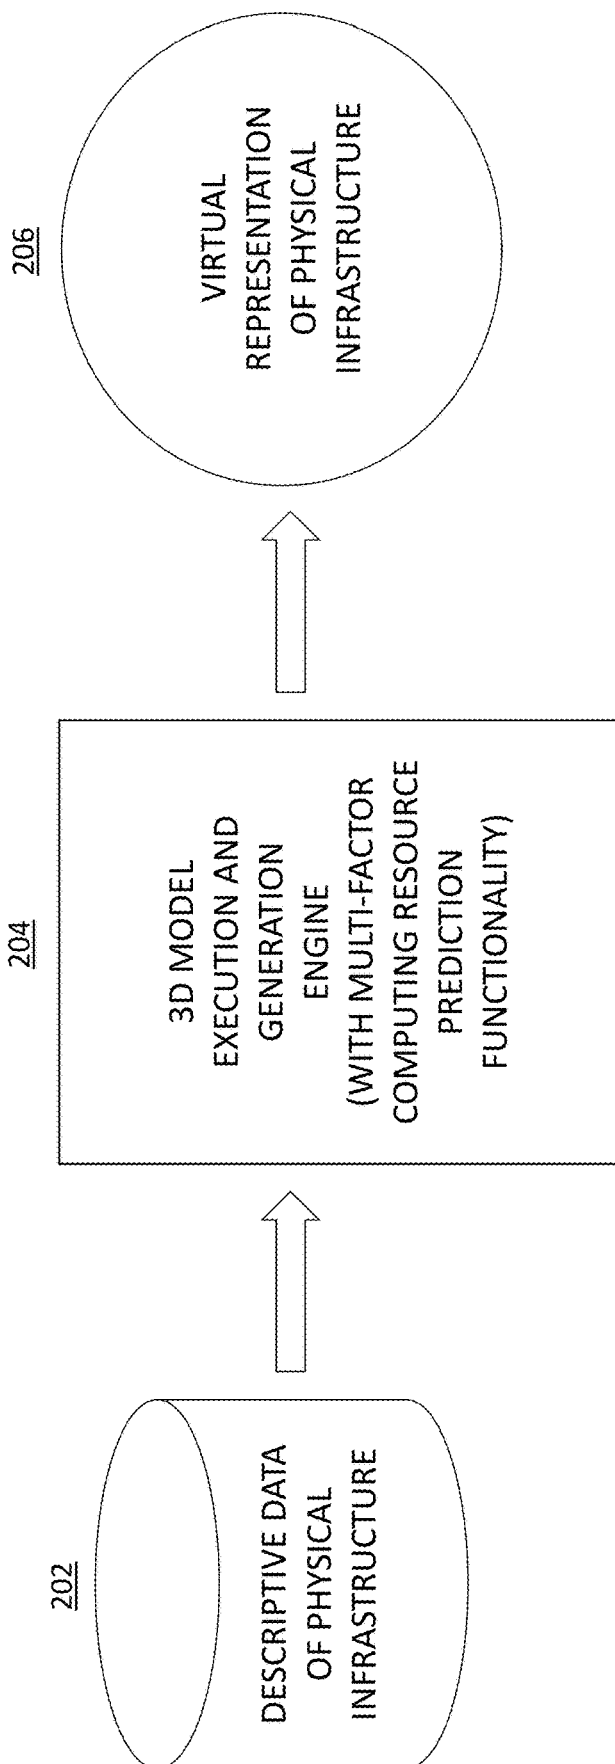 202
DESCRIPTIVE DATA
OF PHYSICAL
INFRASTRUCTURE
204
3D MODEL
EXECUTION AND
GENERATION
ENGINE
(WITH MULTI-FACTOR
COMPUTING RESOURCE
PREDICTION
FUNCTIONALITY)
206
VIRTUAL
REPRESENTATION
OF PHYSICAL
INFRASTRUCTURE